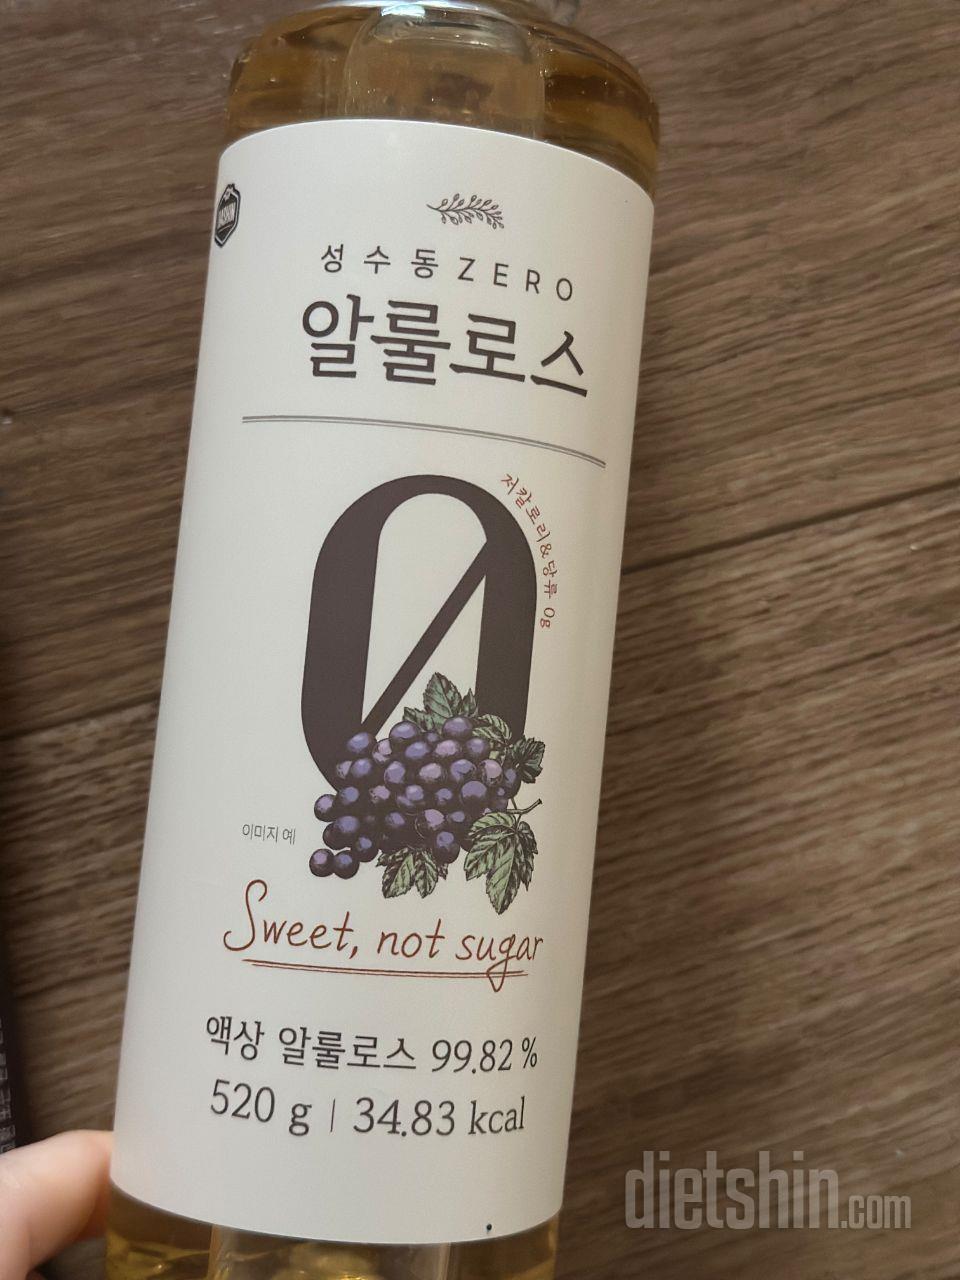 성수동ZERO
알룰로스
저칼로리&당류 0g
이미지 예
Sweet, not sugar
액상 알룰로스 99.82%
520 g | 34.83 kcal
dietshin.com